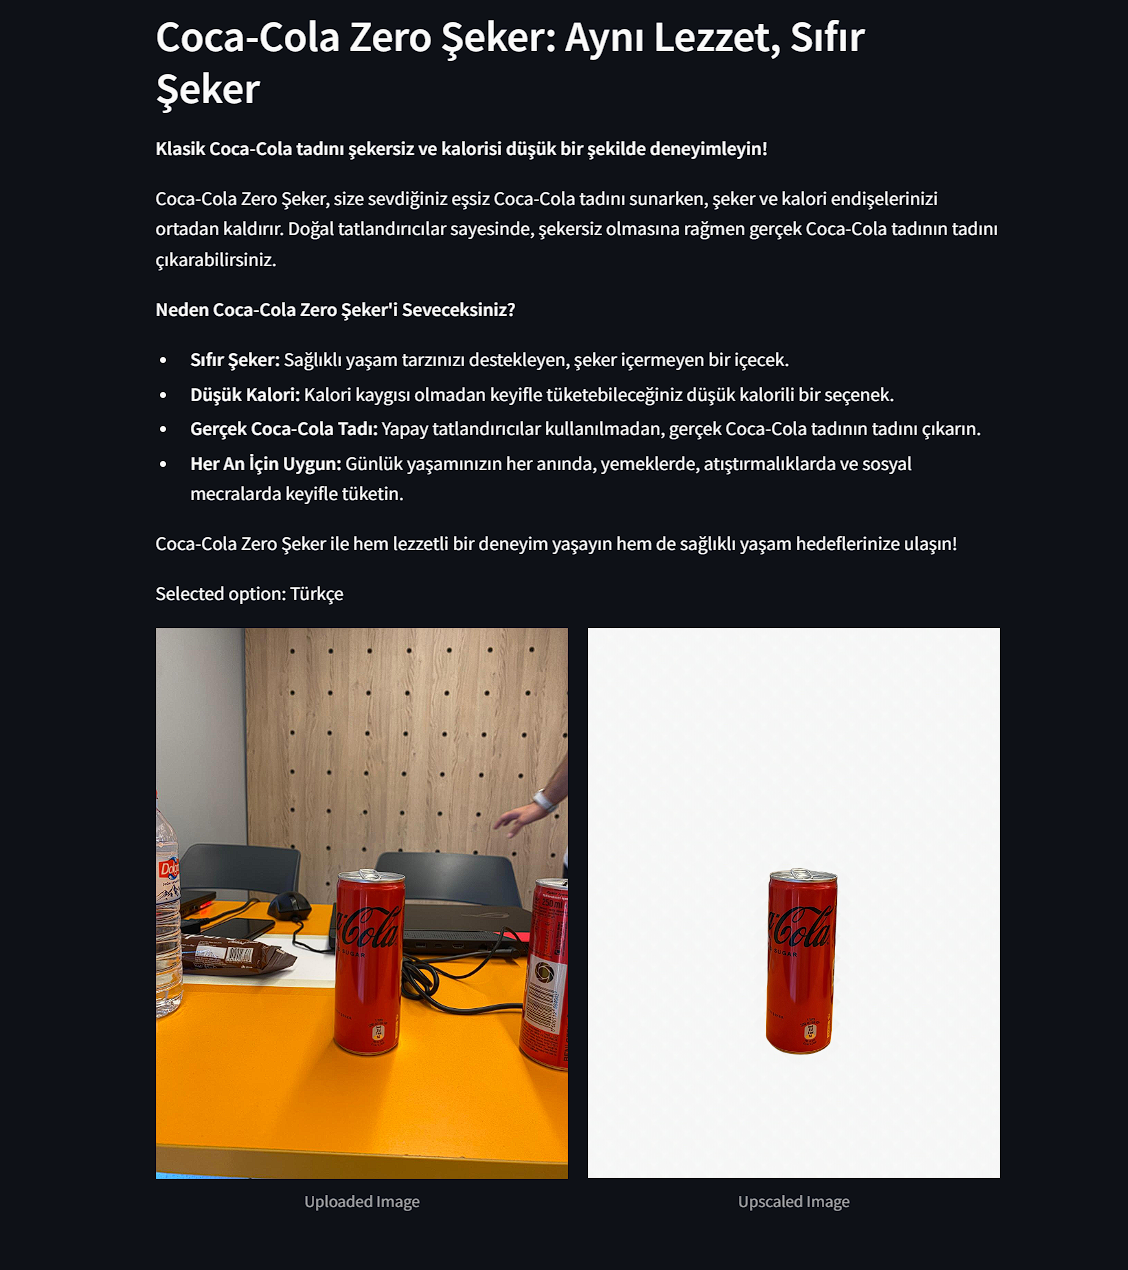 Coca-Cola Zero Şeker: Aynı Lezzet, Sıfır
Şeker
Klasik Coca-Cola tadını şekersiz ve kalorisi düşük bir şekilde deneyimleyin!
Coca-Cola Zero Şeker, size sevdiğiniz eşsiz Coca-Cola tadını sunarken, şeker ve kalori endişelerinizi
ortadan kaldırır. Doğal tatlandırıcılar sayesinde, şekersiz olmasına rağmen gerçek Coca-Cola tadının tadını
çıkarabilirsiniz.
Neden Coca-Cola Zero Şeker'i Seveceksiniz?
• Sıfır Şeker: Sağlıklı yaşam tarzınızı destekleyen, şeker içermeyen bir içecek.
• Düşük Kalori: Kalori kaygısı olmadan keyifle tüketebileceğiniz düşük kalorili bir seçenek.
• Gerçek Coca-Cola Tadı: Yapay tatlandırıcılar kullanılmadan, gerçek Coca-Cola tadının tadını çıkarın.
• Her An İçin Uygun: Günlük yaşamınızın her anında, yemeklerde, atıştırmalıklarda ve sosyal
mecralarda keyifle tüketin.
Coca-Cola Zero Şeker ile hem lezzetli bir deneyim yaşayın hem de sağlıklı yaşam hedeflerinize ulaşın!
Selected option: Türkçe
Cola
SUGAR
Cola
SUGAR
Uploaded Image
Upscaled Image